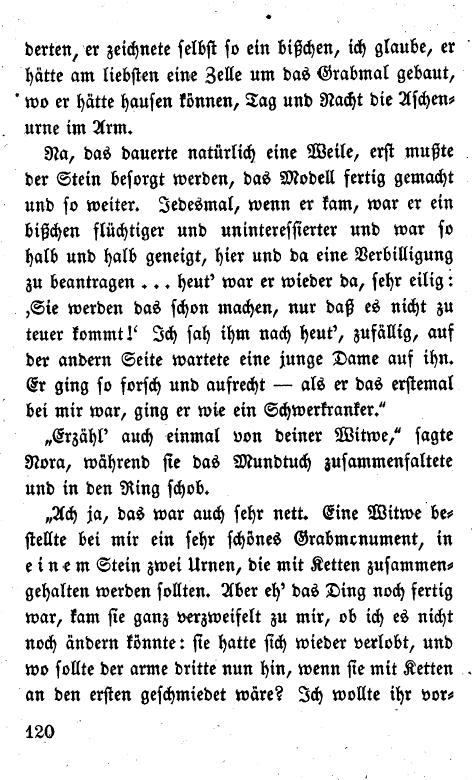 derten, er zeichnete selbst so ein bißchen, ich glaube, er
hätte am liebsten eine Zelle um das Grabmal gebaut,
wo er hätte hausen können, Tag und Nacht die Aschen⸗
urne im Arm.
Na, das dauerte natürlich eine Weile, erst mußte
der Stein besorgt werden, das Modell fertig gemacht
und so weiter. Jedesmal, wenn er kam, war er ein
bißchen flüchtiger und uninteressierter und war so
halb und halb geneigt, hier und da eine Verbilligung
zu beantragen . . . heut’ war er wieder da, sehr eilig:
‚Sie werden das schon machen, nur daß es nicht zu
teuer kommt!‘ Ich sah ihm nach heut’, zufällig, auf
der andern Seite wartete eine junge Dame auf ihn.
Er ging so forsch und aufrecht — als er das erstemal
bei mir war, ging er wie ein Schwerkranker.“
„Erzähl’ auch einmal von deiner Witwe,“ sagte
Nora, während sie das Mundtuch zusammenfaltete
und in den Ring schob.
„Ach ja, das war auch sehr nett. Eine Witwe be⸗
stellte bei mir ein sehr schönes Grabmonument, in
einem Stein zwei Urnen, die mit Ketten zusammen⸗
gehalten werden sollten. Aber eh’ das Ding noch fertig
war, kam sie ganz verzweifelt zu mir, ob ich es nicht
noch ändern könnte: sie hatte sich wieder verlobt, und
wo sollte der arme dritte nun hin, wenn sie mit Ketten
an den ersten geschmiedet wäre? Ich wollte ihr vor⸗
120